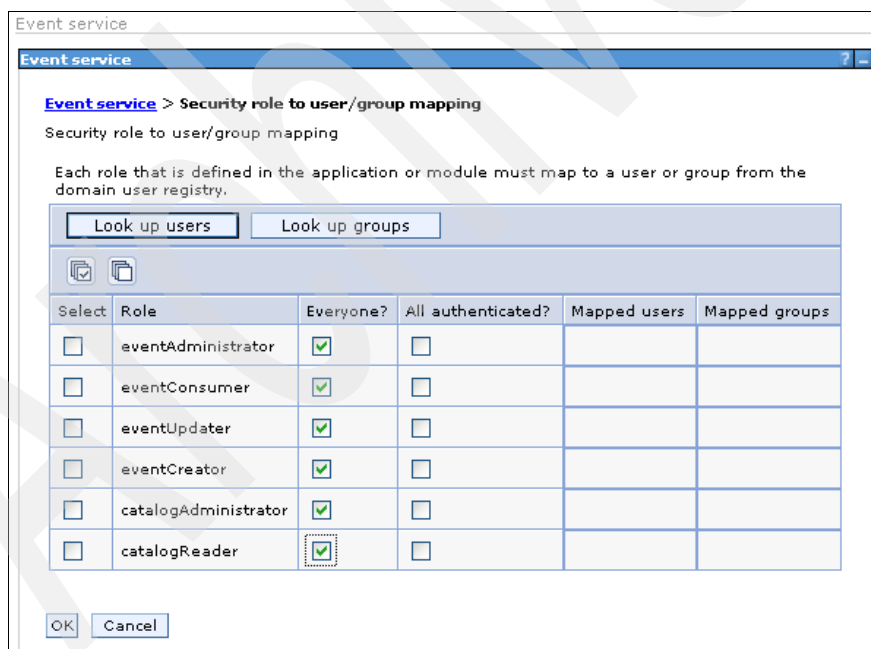 Event service
Event service ? –
Event service > Security role to user/group mapping
Security role to user/group mapping
Each role that is defined in the application or module must map to a user or group from the
domain user registry.
Look up users Look up groups
Select Role Everyone? All authenticated? Mapped users Mapped groups
eventAdministrator
eventConsumer
eventUpdater
eventCreator
catalogAdministrator
catalogReader
OK Cancel